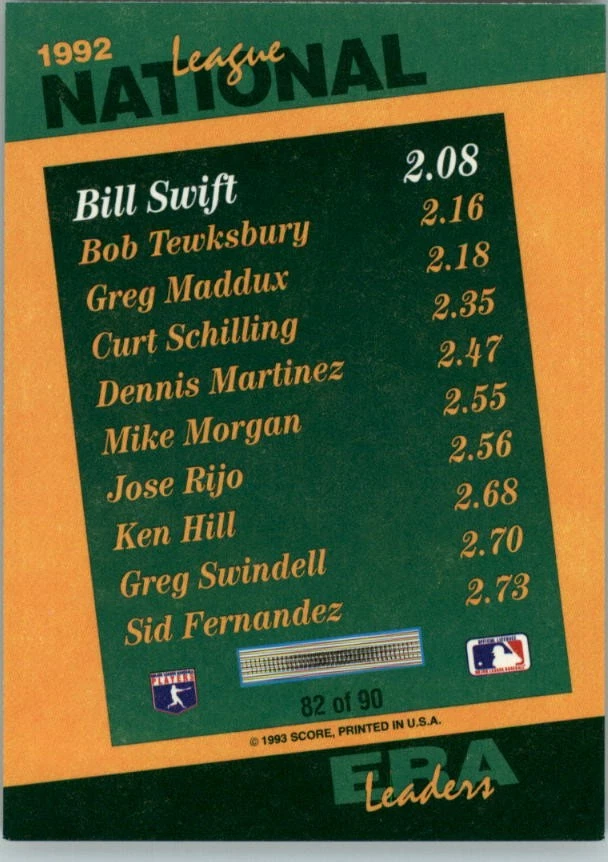 1992 League
NATIONAL
Bill Swift 2.08
Bob Tewksbury 2.16
Greg Maddux 2.18
Curt Schilling 2.35
Dennis Martinez 2.47
Mike Morgan 2.55
Jose Rijo 2.56
Ken Hill 2.68
Greg Swindell 2.70
Sid Fernandez 2.73
PLAYERS
82 of 90
© 1993 SCORE, PRINTED IN U.S.A.
ERA
Leaders